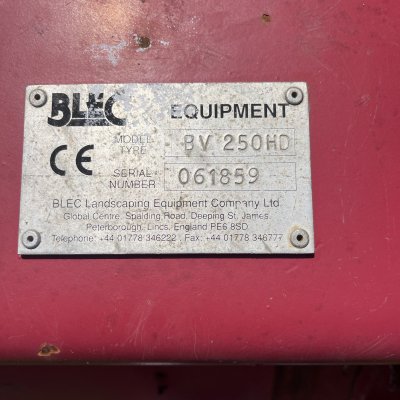 BLEC EQUIPMENT
MODEL
TYPE BV 250HD
CE
SERIAL
NUMBER 061859
BLEC Landscaping Equipment Company Ltd.
Global Centre, Spalding Road, Deeping St. James,
Peterborough, Lincs, England PE6 8SD
Telephone: +44 01778 346222. Fax: +44 01778 346777